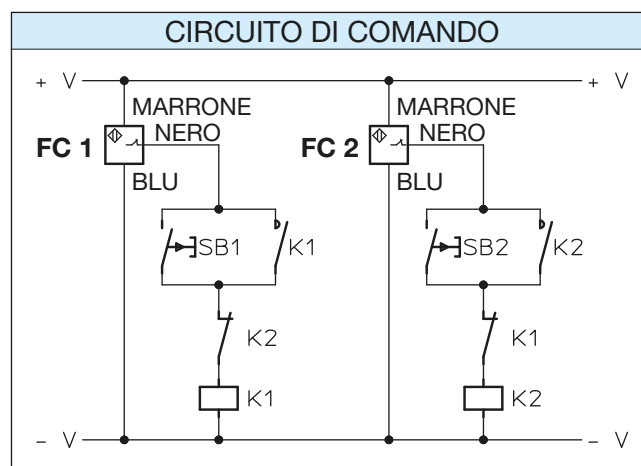 CIRCUITO DI COMANDO
+ V
+ V
MARRONE
MARRONE
NERO
NERO
FC 1
FC 2
BLU
BLU
SB1
K1
SB2
K2
K2
K1
K1
K2
- V
- V